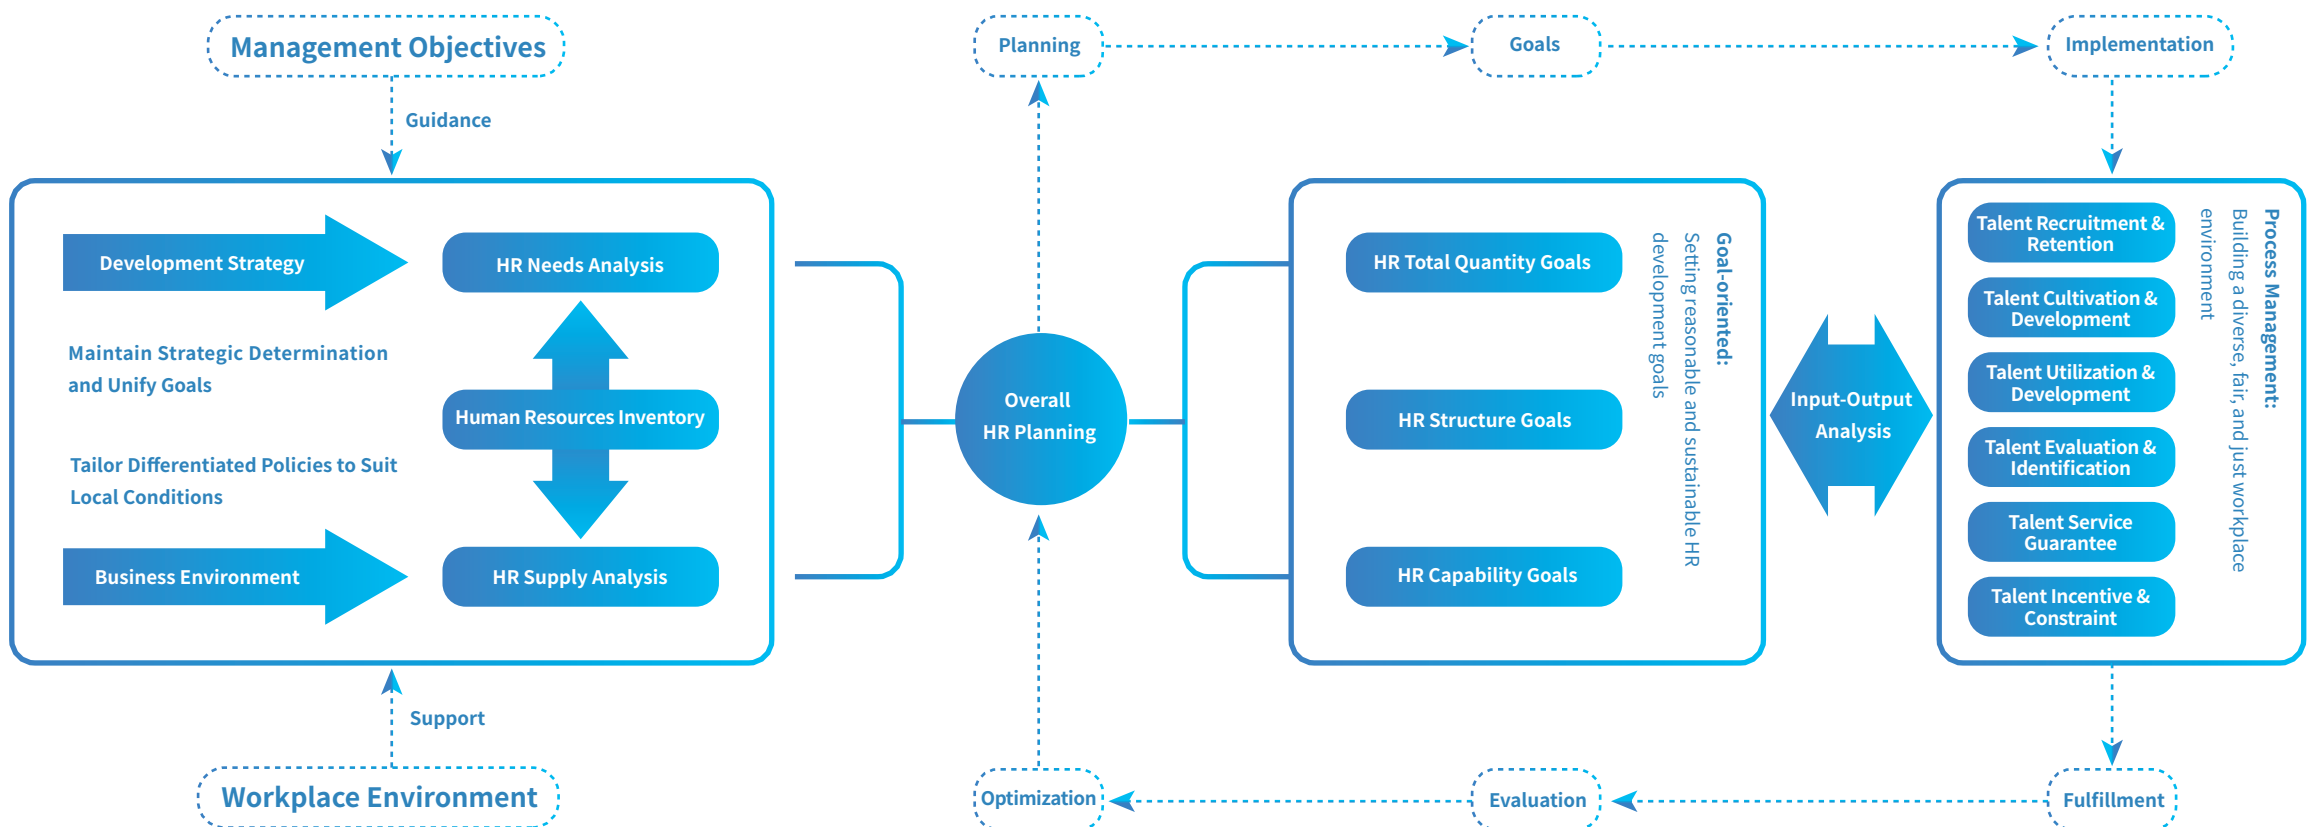 Management Objectives
Guidance
Development Strategy
HR Needs Analysis
Maintain Strategic Determination
and Unify Goals
Human Resources Inventory
Tailor Differentiated Policies to Suit
Local Conditions
Business Environment
HR Supply Analysis
Support
Workplace Environment
Planning
Goals
Implementation
Overall
HR Planning
HR Total Quantity Goals
HR Structure Goals
HR Capability Goals
Goal-oriented:
Setting reasonable and sustainable HR
development goals
Input-Output
Analysis
Talent Recruitment &
Retention
Talent Cultivation &
Development
Talent Utilization &
Development
Talent Evaluation &
Identification
Talent Service
Guarantee
Talent Incentive &
Constraint
Process Management:
Building a diverse, fair, and just workplace
environment
Optimization
Evaluation
Fulfillment